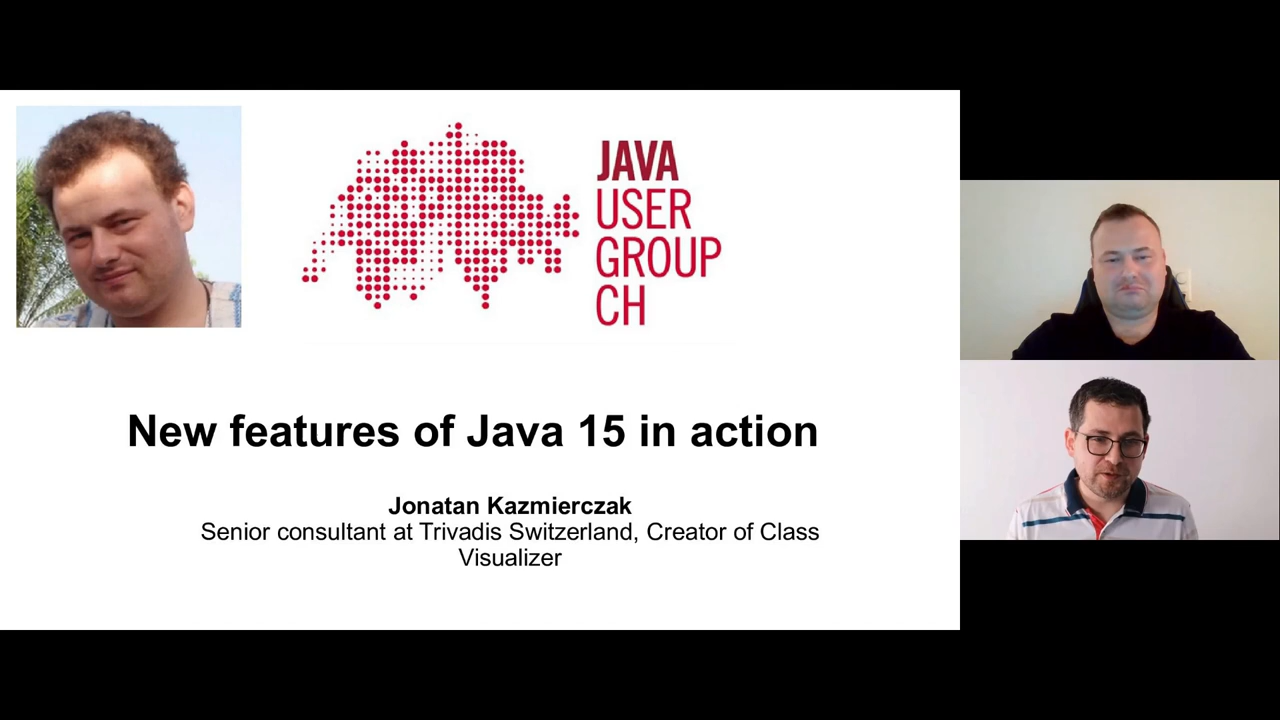 JAVA
USER
GROUP
CH
New features of Java 15 in action
Jonatan Kazmierczak
Senior consultant at Trivadis Switzerland, Creator of Class
Visualizer